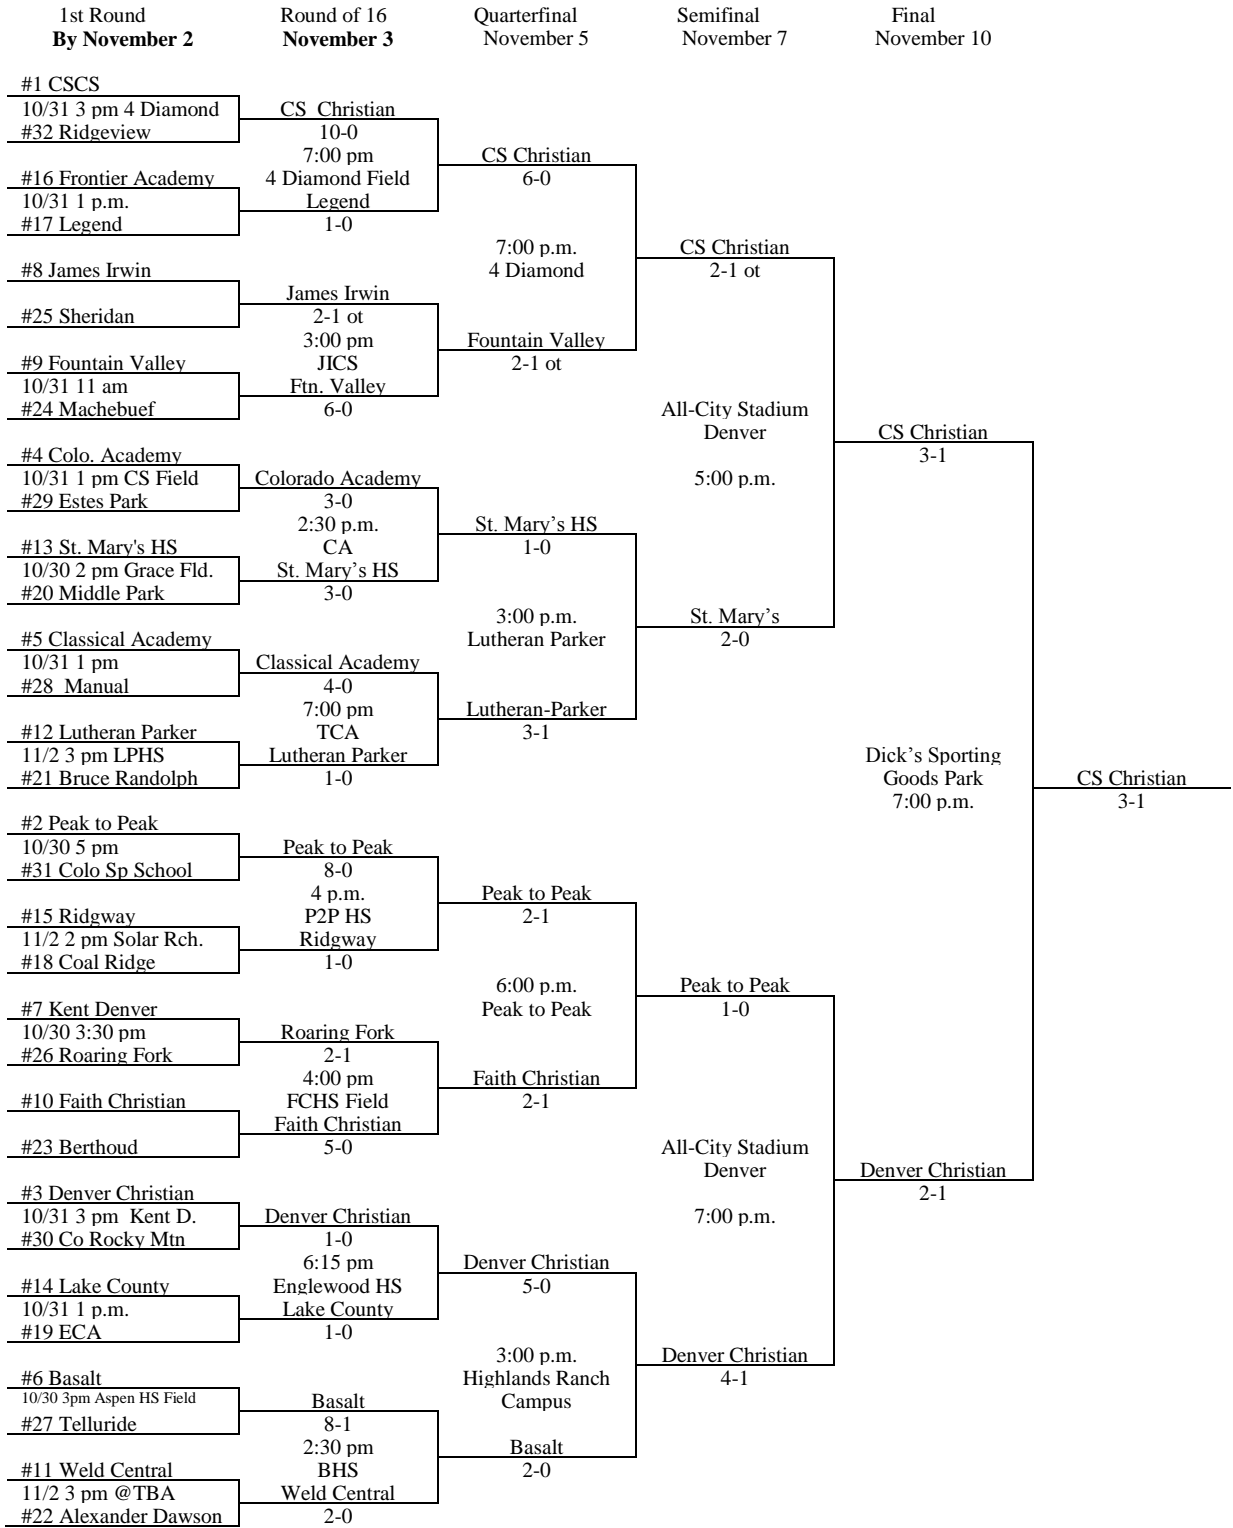 1st Round
By November 2
Round of 16
November 3
Quarterfinal
November 5
Semifinal
November 7
Final
November 10
#1 CSCS
10/31 3 pm 4 Diamond
#32 Ridgeview
#16 Frontier Academy
10/31 1 p.m.
#17 Legend
#8 James Irwin
#25 Sheridan
#9 Fountain Valley
10/31 11 am
#24 Machebuef
#4 Colo. Academy
10/31 1 pm CS Field
#29 Estes Park
#13 St. Mary's HS
10/30 2 pm Grace Fld.
#20 Middle Park
#5 Classical Academy
10/31 1 pm
#28  Manual
#12 Lutheran Parker
11/2 3 pm LPHS
#21 Bruce Randolph
#2 Peak to Peak
10/30 5 pm
#31 Colo Sp School
#15 Ridgway
11/2 2 pm Solar Rch.
#18 Coal Ridge
#7 Kent Denver
10/30 3:30 pm
#26 Roaring Fork
#10 Faith Christian
#23 Berthoud
#3 Denver Christian
10/31 3 pm  Kent D.
#30 Co Rocky Mtn
#14 Lake County
10/31 1 p.m.
#19 ECA
#6 Basalt
10/30 3pm Aspen HS Field
#27 Telluride
#11 Weld Central
11/2 3 pm @TBA
#22 Alexander Dawson
CS  Christian
10-0
7:00 pm
4 Diamond Field
Legend
1-0
James Irwin
2-1 ot
3:00 pm
JICS
Ftn. Valley
6-0
Colorado Academy
3-0
2:30 p.m.
CA
St. Mary's HS
3-0
Classical Academy
4-0
7:00 pm
TCA
Lutheran Parker
1-0
Peak to Peak
8-0
4 p.m.
P2P HS
Ridgway
1-0
Roaring Fork
2-1
4:00 pm
FCHS Field
Faith Christian
5-0
Denver Christian
1-0
6:15 pm
Englewood HS
Lake County
1-0
Basalt
8-1
2:30 pm
BHS
Weld Central
2-0
CS Christian
6-0
7:00 p.m.
4 Diamond
Fountain Valley
2-1 ot
St. Mary’s HS
1-0
3:00 p.m.
Lutheran Parker
Lutheran-Parker
3-1
Peak to Peak
2-1
6:00 p.m.
Peak to Peak
Faith Christian
2-1
Denver Christian
5-0
3:00 p.m.
Highlands Ranch
Campus
Basalt
2-0
CS Christian
2-1 ot
All-City Stadium
Denver
5:00 p.m.
St. Mary’s
2-0
Peak to Peak
1-0
All-City Stadium
Denver
7:00 p.m.
Denver Christian
4-1
CS Christian
3-1
Dick’s Sporting
Goods Park
7:00 p.m.
Denver Christian
2-1
CS Christian
3-1